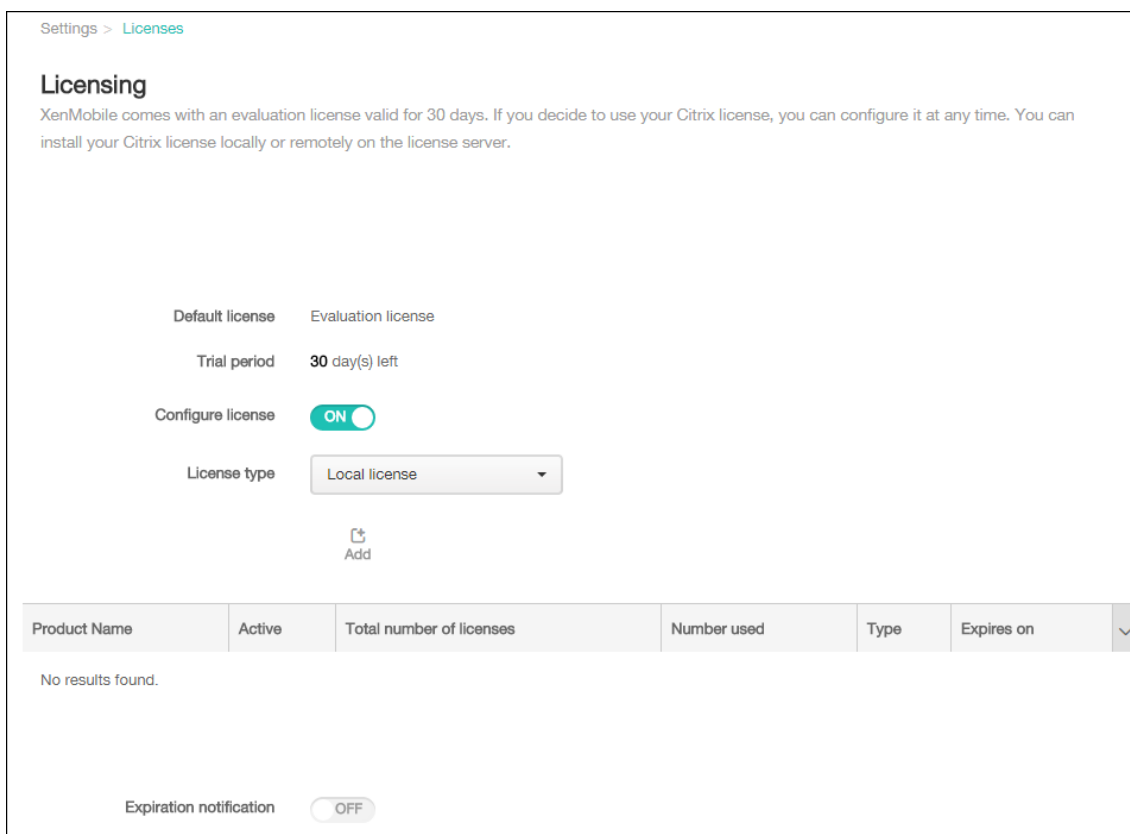 Settings > Licenses
Licensing
XenMobile comes with an evaluation license valid for 30 days. If you decide to use your Citrix license, you can configure it at any time. You can
install your Citrix license locally or remotely on the license server.
Default license Evaluation license
Trial period 30 day(s) left
Configure license ON
License type Local license
Add
Product Name Active Total number of licenses Number used Type Expires on
No results found.
Expiration notification OFF